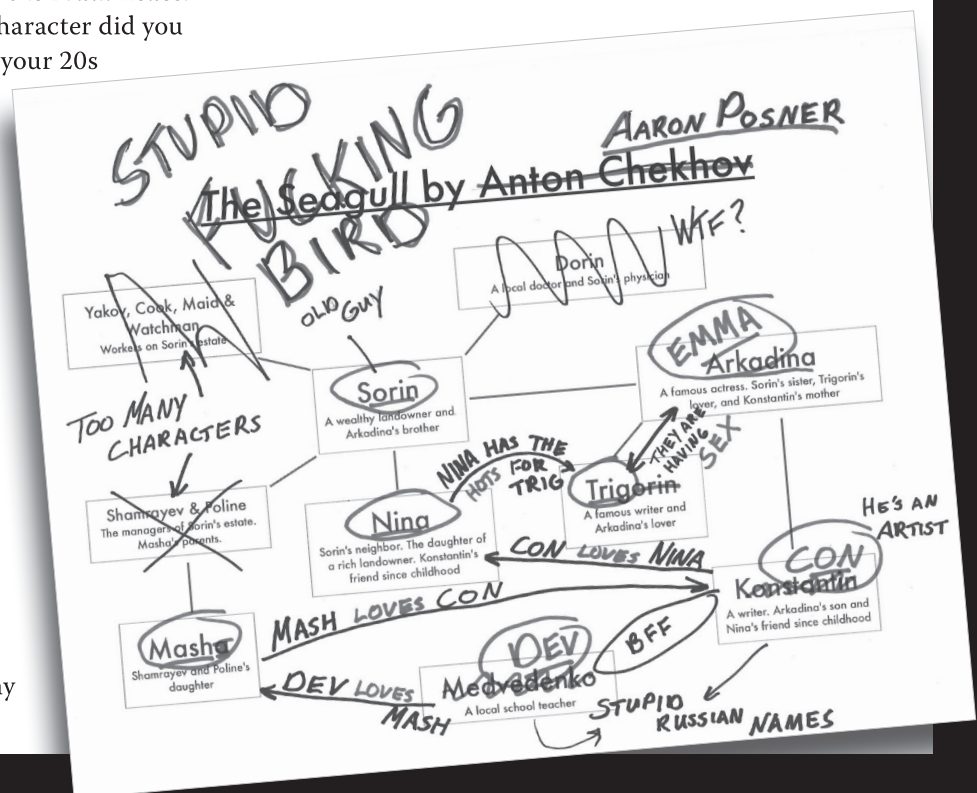 haracter did you
your 20s
STUPID
FUCKING
BIRD
AARON POSNER
The Seagull by Anton Chekhov
WTF?
Dorin
A local doctor and Sorin's physician
Yakov, Cook, Maid &
Watchman
Workers on Sorin's estate
OLD GUY
EMMA
Arkadina
A famous actress. Sorin's sister, Trigorin's
lover, and Konstantin's mother
Sorin
A wealthy landowner and
Arkadina's brother
TOO MANY
CHARACTERS
NINA HAS THE
HOTS FOR
TRIG
THEY ARE
HAVING
SEX
Shamrayev & Poline
The managers of Sorin's estate.
Masha's parents.
Nina
Sorin's neighbor. The daughter of
a rich landowner. Konstantin's
friend since childhood
Trigorin
A famous writer and
Arkadina's lover
HE'S AN
ARTIST
CON LOVES NINA
CON
Konstantin
A writer. Arkadina's son and
Nina's friend since childhood
MASH LOVES CON
Masha
Shamrayev and Poline's
daughter
DEV
Medvedenko
A local school teacher
BFF
DEV LOVES
MASH
STUPID
RUSSIAN NAMES